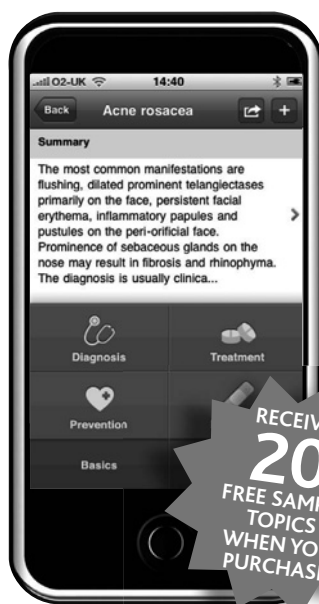 O2-UK 14:40
Back Acne rosacea +
Summary
The most common manifestations are
flushing, dilated prominent telangiectases
primarily on the face, persistent facial
erythema, inflammatory papules and
pustules on the peri-orificial face.
Prominence of sebaceous glands on the
nose may result in fibrosis and rhinophyma.
The diagnosis is usually clinica...
Diagnosis Treatment
Prevention
Basics
RECEIV
20
FREE SAM
TOPICS
WHEN YO
PURCHAS